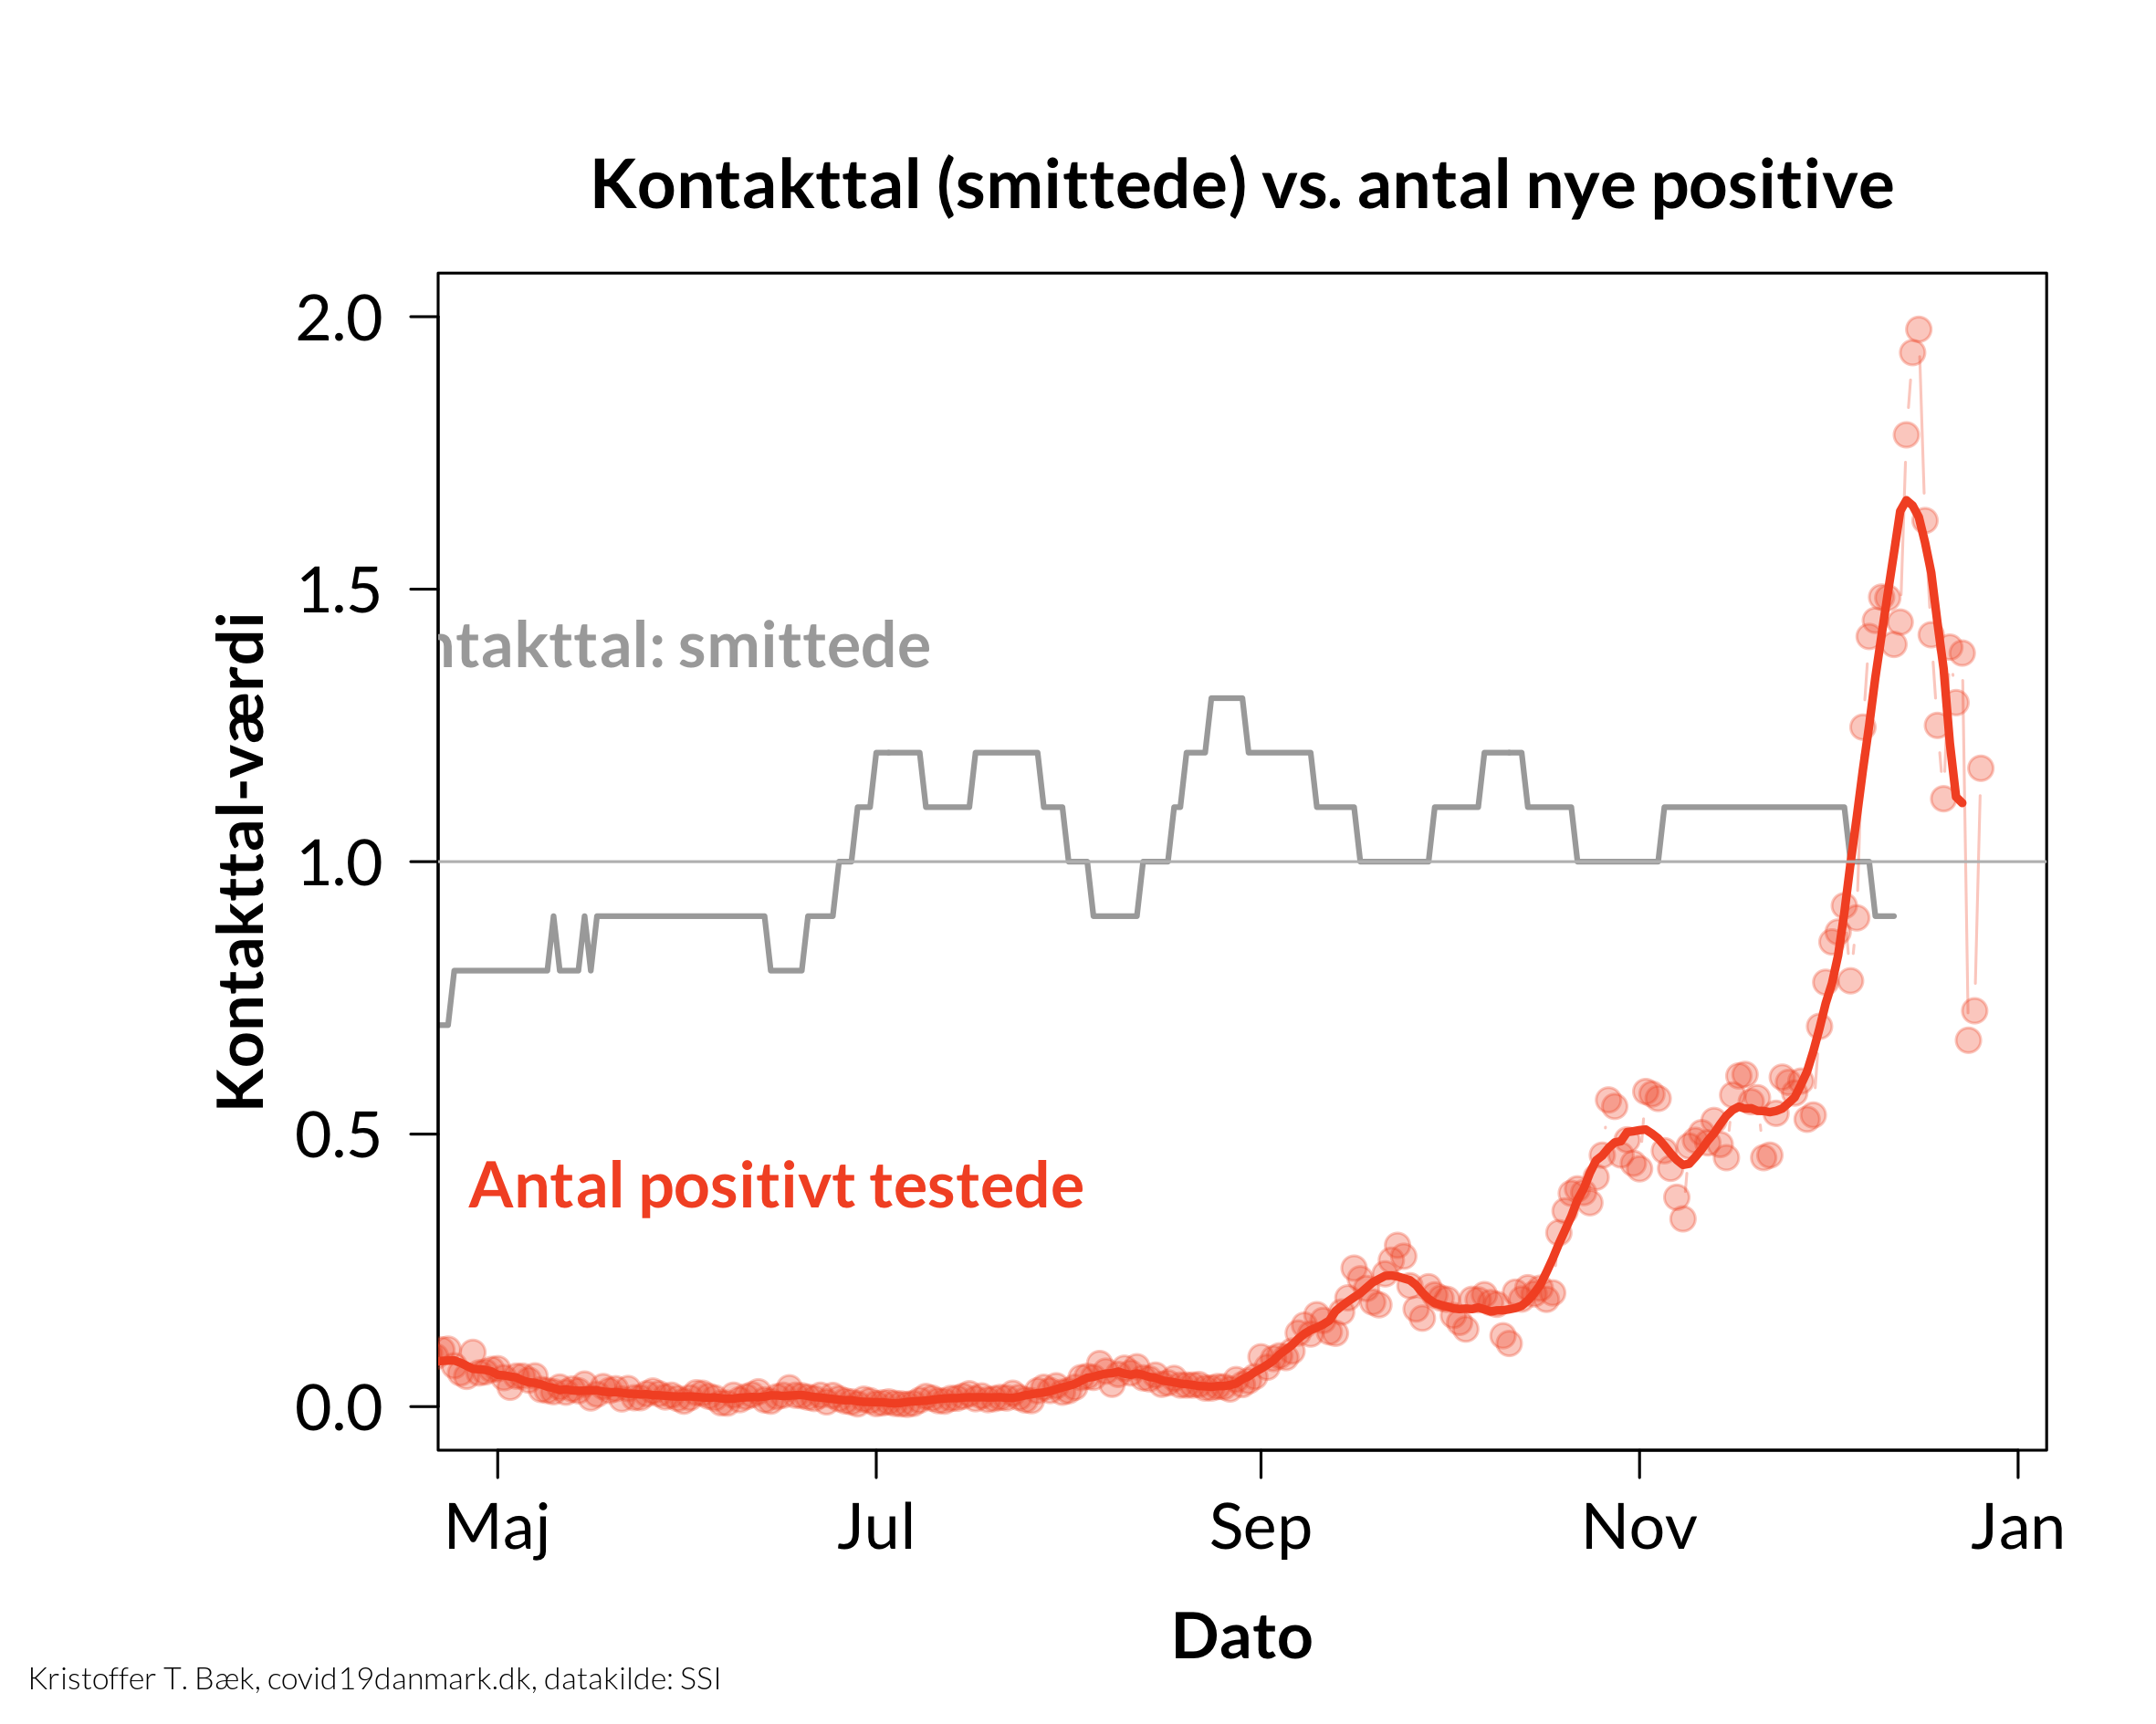 Kontakttal (smittede) vs. antal nye positive
Kontakttal-værdi
2.0
1.5
1.0
0.5
0.0
ntakttal: smittede
Antal positivt testede
Maj Jul Sep Nov Jan
Dato
Kristoffer T. Bæk, covid19danmark.dk, datakilde: SSI